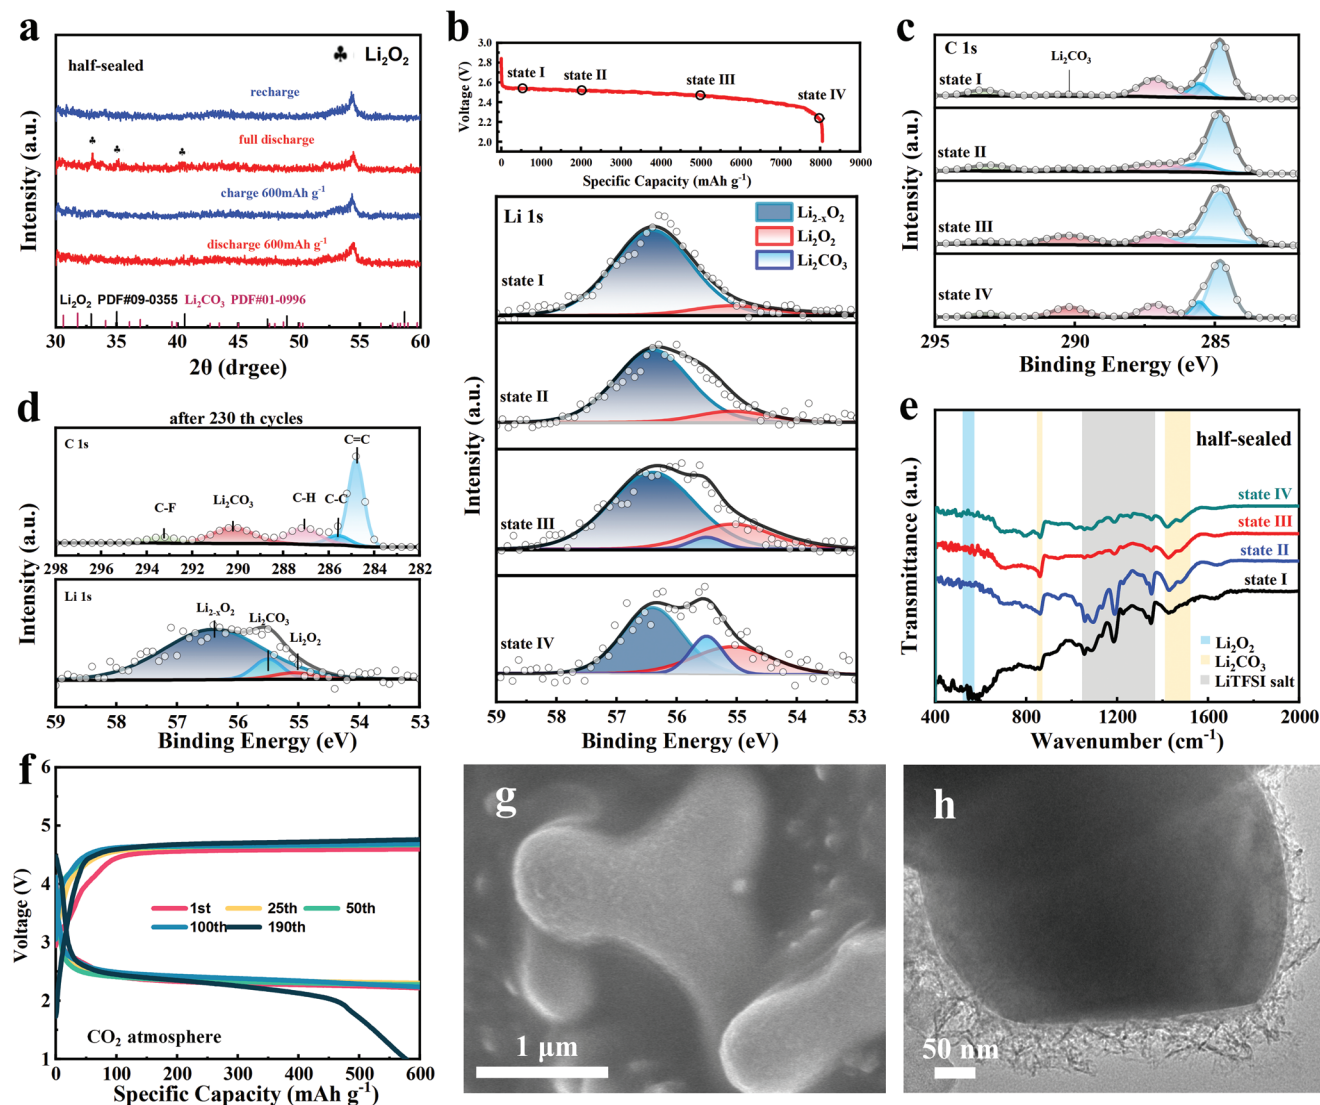 a
half-sealed
♣ Li₂O₂
recharge
full discharge
charge 600mAh g⁻¹
discharge 600mAh g⁻¹
Li₂O₂ PDF#09-0355 Li₂CO₃ PDF#01-0996
30 35 40 45 50 55 60
2θ (drgee)
Intensity (a.u.)
b
3.0
2.8
2.6
2.4
2.2
2.0
Voltage (V)
state I
state II
state III
state IV
0 1000 2000 3000 4000 5000 6000 7000 8000 9000
Specific Capacity (mAh g⁻¹)
Li 1s
Li₂₋ₓO₂
Li₂O₂
Li₂CO₃
state I
state II
state III
state IV
Intensity (a.u.)
59 58 57 56 55 54 53
Binding Energy (eV)
c
C 1s
Li₂CO₃
state I
state II
state III
state IV
Intensity (a.u.)
295 290 285
Binding Energy (eV)
d
after 230 th cycles
C 1s
C=C
C-F
Li₂CO₃
C-H
C-C
298 296 294 292 290 288 286 284 282
Li 1s
Li₂₋ₓO₂
Li₂CO₃
Li₂O₂
Intensity (a.u.)
59 58 57 56 55 54 53
Binding Energy (eV)
e
half-sealed
state IV
state III
state II
state I
Li₂O₂
Li₂CO₃
LiTFSI salt
Transmittance (a.u.)
400 800 1200 1600 2000
Wavenumber (cm⁻¹)
f
6
5
4
3
2
1
Voltage (V)
1st 25th 50th
100th 190th
CO₂ atmosphere
0 100 200 300 400 500 600
Specific Capacity (mAh g⁻¹)
g
1 μm
h
50 nm